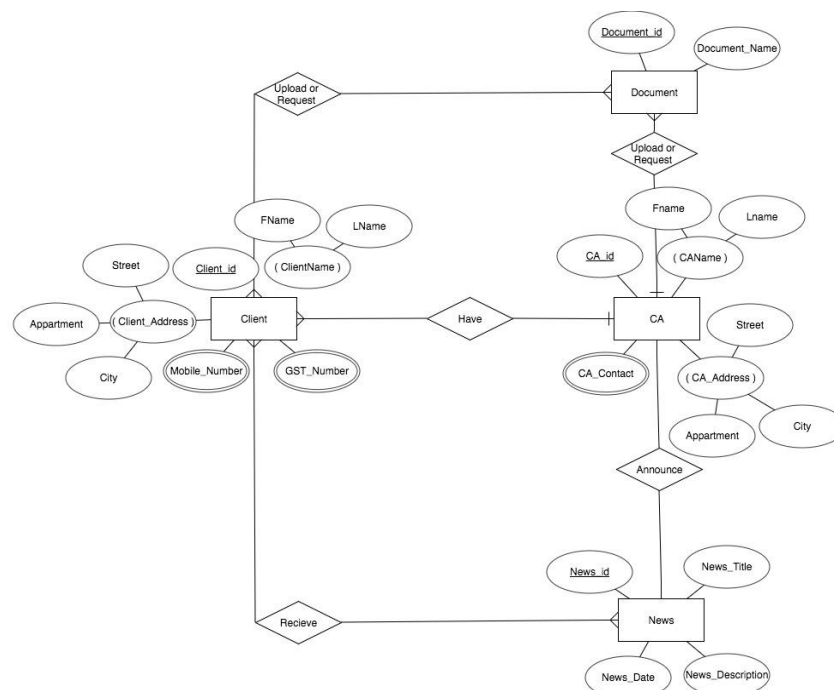 Document_id
Document_Name
Upload or
Request
Document
Upload or
Request
FName
LName
Fname
Lname
Street
Client_id
( ClientName )
CA_id
( CAName )
Appartment
( Client_Address )
Client
Have
CA
Street
City
Mobile_Number
GST_Number
CA_Contact
( CA_Address )
Appartment
City
Announce
News_id
News_Title
Recieve
News
News_Date
News_Description